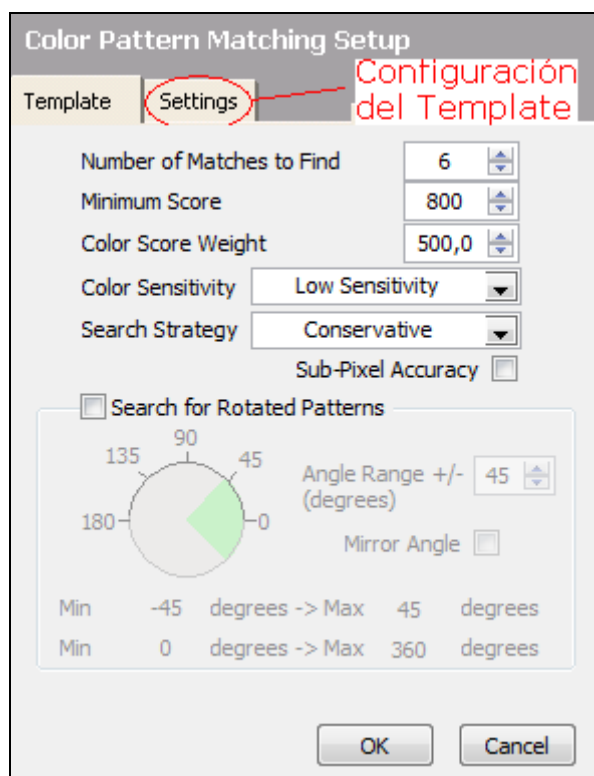 Color Pattern Matching Setup
Configuración
del Template
Template Settings
Number of Matches to Find 6
Minimum Score 800
Color Score Weight 500,0
Color Sensitivity Low Sensitivity
Search Strategy Conservative
Sub-Pixel Accuracy
Search for Rotated Patterns
90
135 45
180 0
Angle Range +/- 45
(degrees)
Mirror Angle
Min -45 degrees -> Max 45 degrees
Min 0 degrees -> Max 360 degrees
OK Cancel